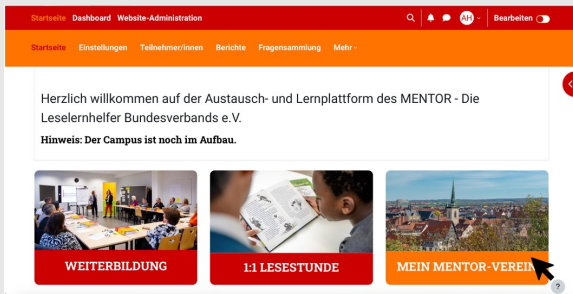 Startseite Dashboard Website-Administration AH Bearbeiten
Startseite Einstellungen Teilnehmer/innen Berichte Fragensammlung Mehr
Herzlich willkommen auf der Austausch- und Lernplattform des MENTOR - Die
Leselernhelfer Bundesverbands e.V.
Hinweis: Der Campus ist noch im Aufbau.
WEITERBILDUNG
1:1 LESESTUNDE
MEIN MENTOR-VEREIN
?